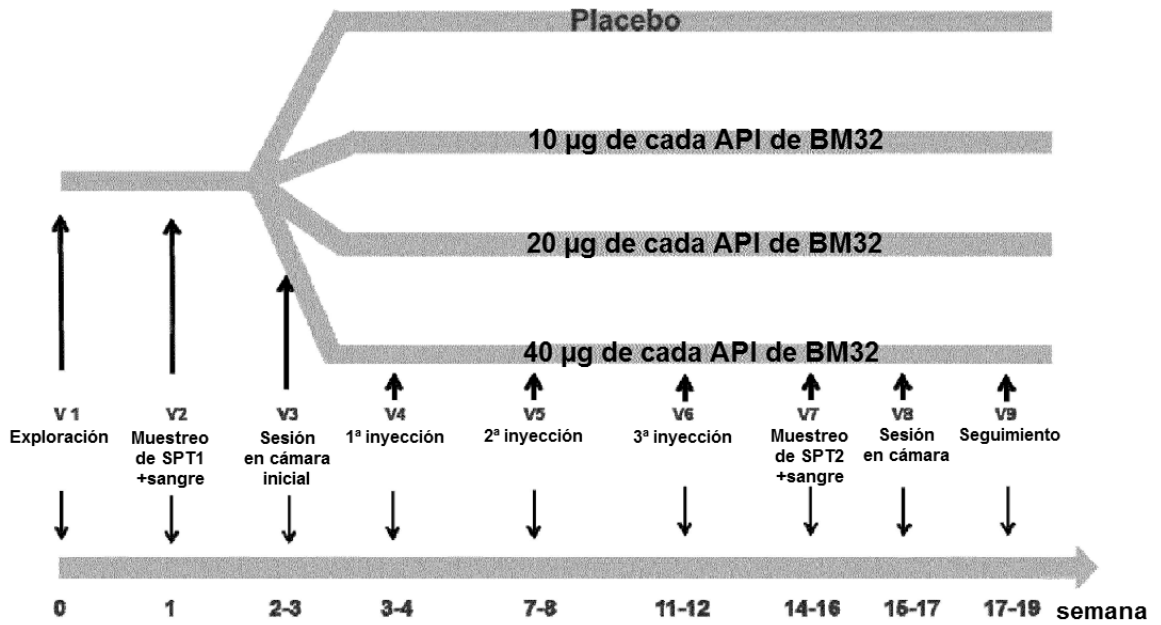 Placebo
10 µg de cada API de BM32
20 µg de cada API de BM32
40 µg de cada API de BM32
V 1
Exploración
V2
Muestreo
de SPT1
+sangre
V3
Sesión
en cámara
inicial
V4
1ª inyección
V5
2ª inyección
V6
3ª inyección
V7
Muestreo
de SPT2
+sangre
V8
Sesión
en cámara
V9
Seguimiento
0 1 2-3 3-4 7-8 11-12 14-16 15-17 17-19 semana